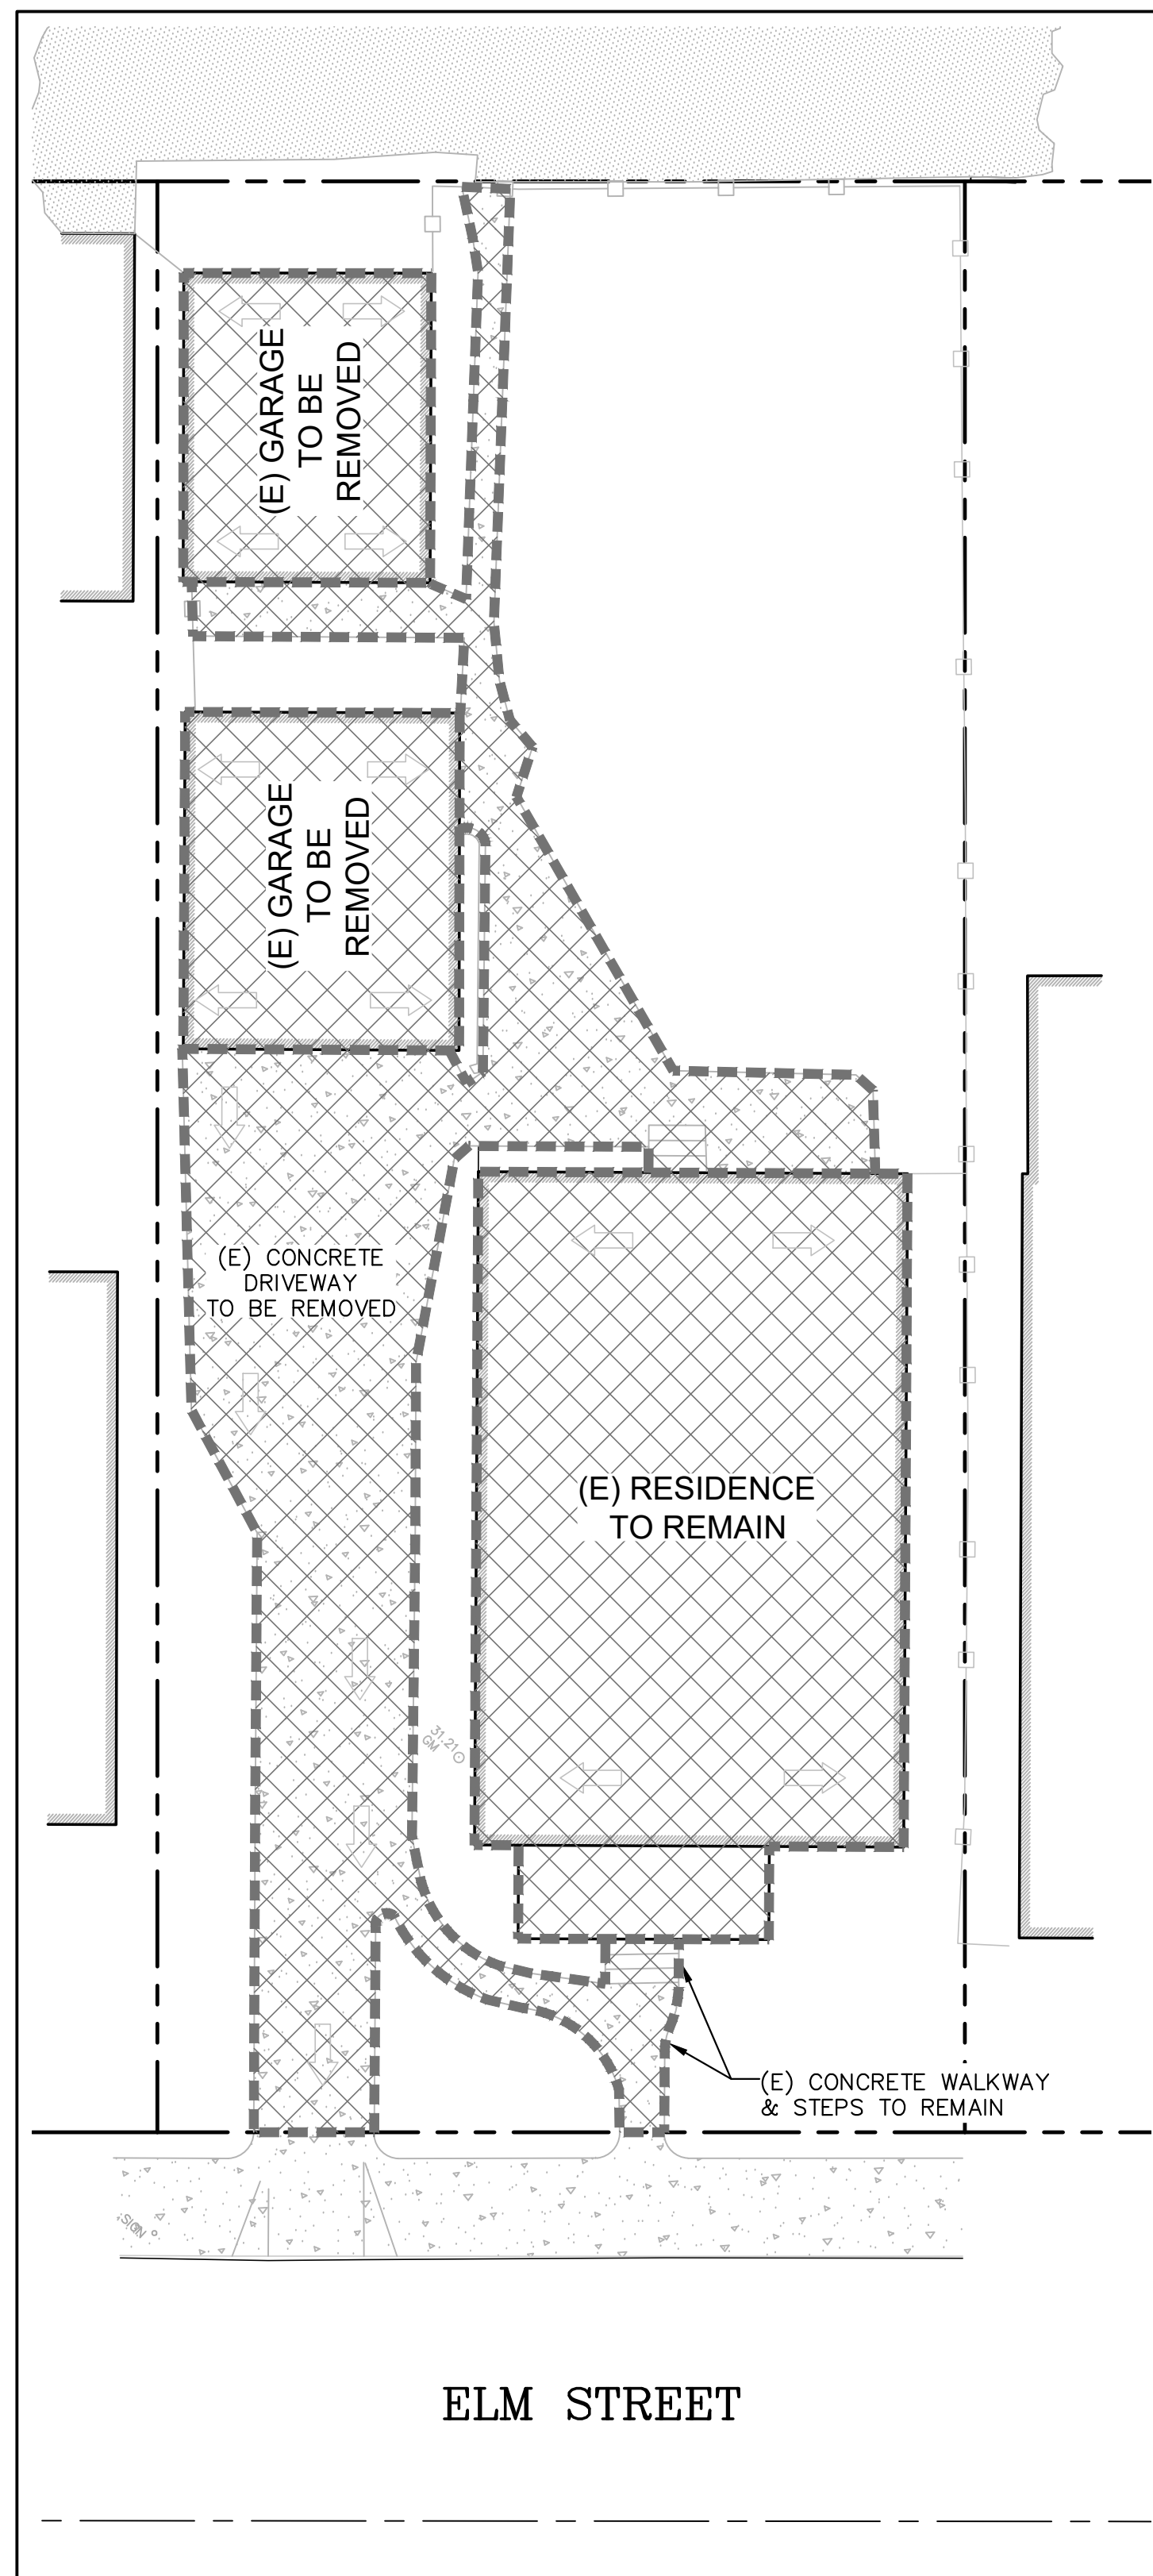 (E) GARAGE
TO BE
REMOVED
(E) GARAGE
TO BE
REMOVED
(E) CONCRETE
DRIVEWAY
TO BE REMOVED
(E) RESIDENCE
TO REMAIN
31.21
GM
(E) CONCRETE WALKWAY
& STEPS TO REMAIN
SIGN
ELM STREET